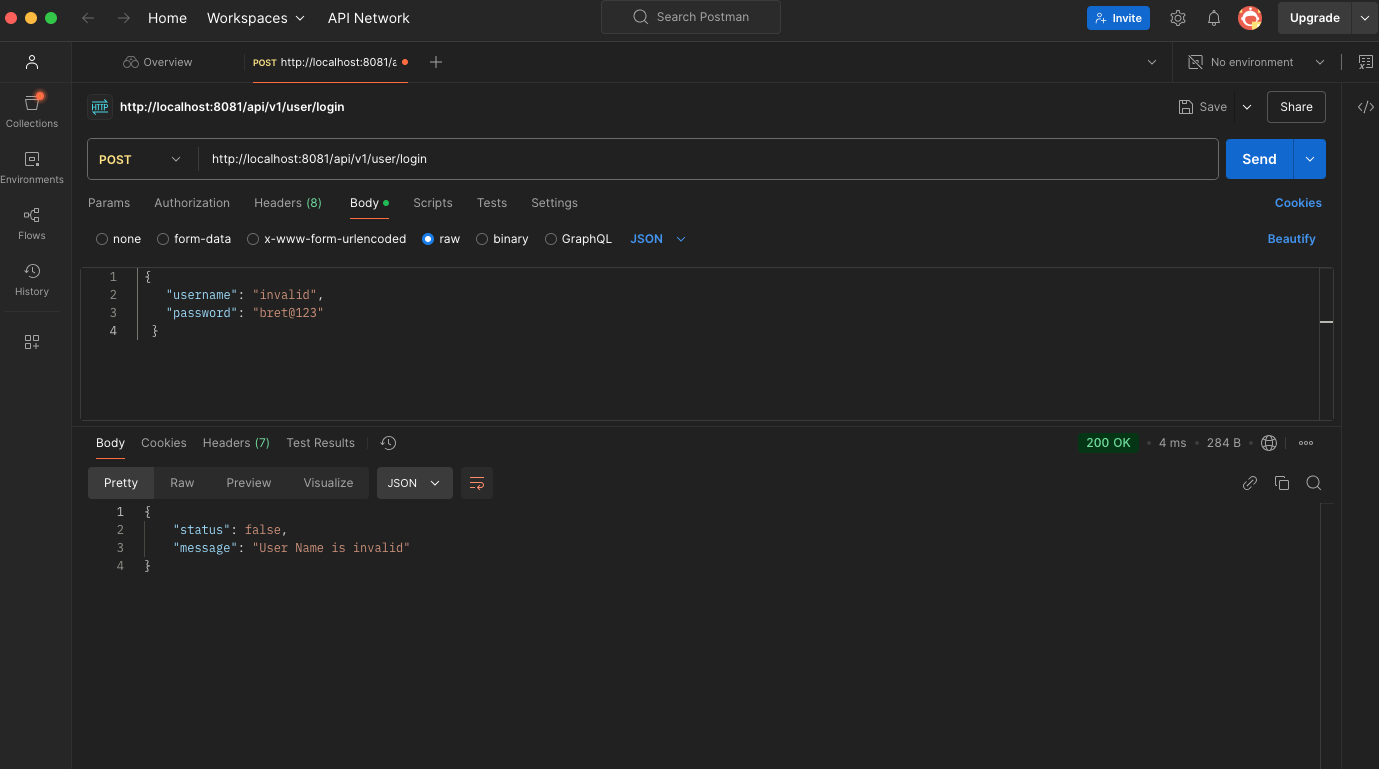 Home Workspaces API Network Search Postman Invite Upgrade
Overview POST http://localhost:8081/a No environment
HTTP http://localhost:8081/api/v1/user/login Save Share </>
Collections
Environments
Flows
History
POST http://localhost:8081/api/v1/user/login Send
Params Authorization Headers (8) Body Scripts Tests Settings Cookies
none form-data x-www-form-urlencoded raw binary GraphQL JSON Beautify
1 {
2 "username": "invalid",
3 "password": "bret@123"
4 }
Body Cookies Headers (7) Test Results 200 OK • 4 ms • 284 B •
Pretty Raw Preview Visualize JSON
1 {
2 "status": false,
3 "message": "User Name is invalid"
4 }